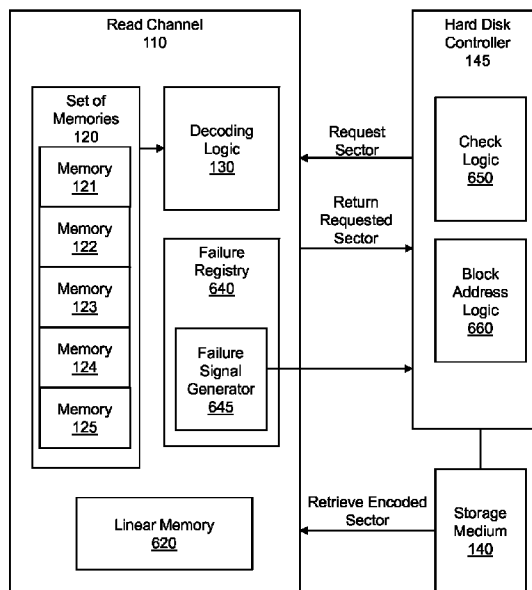 Read Channel
110
Set of
Memories
120
Memory
121
Memory
122
Memory
123
Memory
124
Memory
125
Decoding
Logic
130
Failure
Registry
640
Failure
Signal
Generator
645
Linear Memory
620
Request
Sector
Return
Requested
Sector
Retrieve Encoded
Sector
Hard Disk
Controller
145
Check
Logic
650
Block
Address
Logic
660
Storage
Medium
140